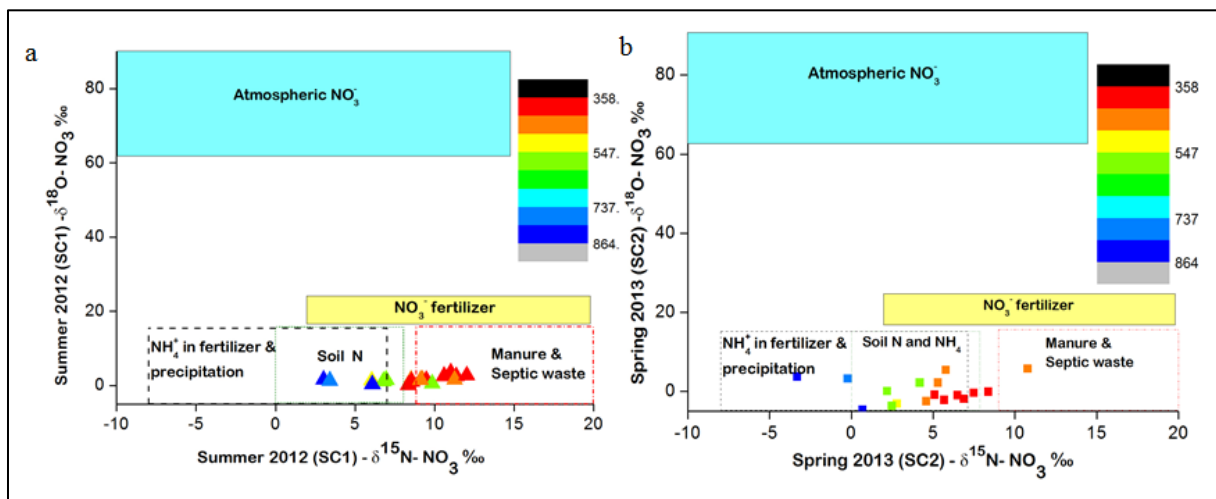 a
Summer 2012 (SC1) -δ¹⁸O- NO₃ ‰
80
60
40
20
0
-10
-5
0
5
10
15
20
Summer 2012 (SC1) - δ¹⁵N- NO₃ ‰
Atmospheric NO₃⁻
NO₃⁻ fertilizer
NH₄⁺ in fertilizer &
precipitation
Soil N
Manure &
Septic waste
358.
547.
737.
864.
b
Spring 2013 (SC2) -δ¹⁸O- NO₃ ‰
80
60
40
20
0
-10
-5
0
5
10
15
20
Spring 2013 (SC2) - δ¹⁵N- NO₃ ‰
Atmospheric NO₃⁻
NO₃⁻ fertilizer
NH₄⁺ in fertilizer &
precipitation
Soil N and NH₄
Manure &
Septic waste
358
547
737
864